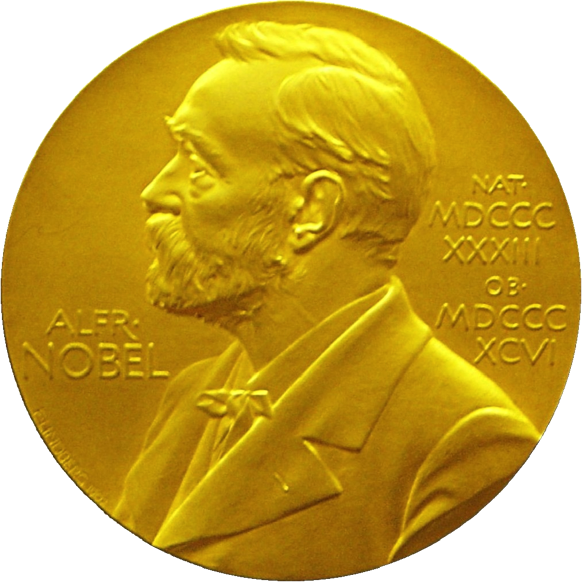 ALFR·
NOBEL
NAT·
MDCCC
XXXIII
OB·
MDCCC
XCVI